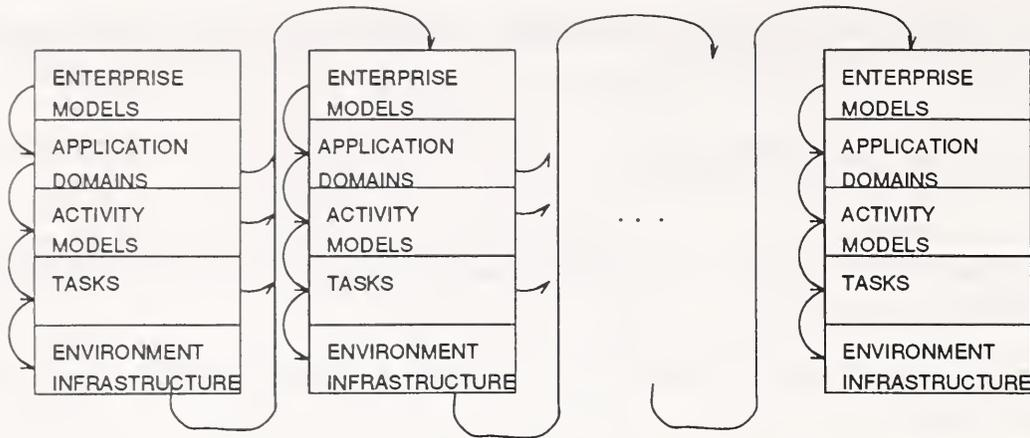 ENTERPRISE
MODELS
APPLICATION
DOMAINS
ACTIVITY
MODELS
TASKS
ENVIRONMENT
INFRASTRUCTURE
ENTERPRISE
MODELS
APPLICATION
DOMAINS
ACTIVITY
MODELS
TASKS
ENVIRONMENT
INFRASTRUCTURE
. . .
ENTERPRISE
MODELS
APPLICATION
DOMAINS
ACTIVITY
MODELS
TASKS
ENVIRONMENT
INFRASTRUCTURE